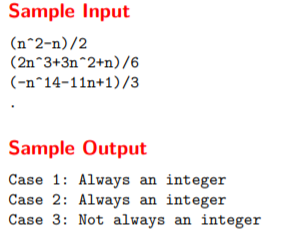 Sample Input
(n^2-n)/2
(2n^3+3n^2+n)/6
(-n^14-11n+1)/3
.
Sample Output
Case 1: Always an integer
Case 2: Always an integer
Case 3: Not always an integer